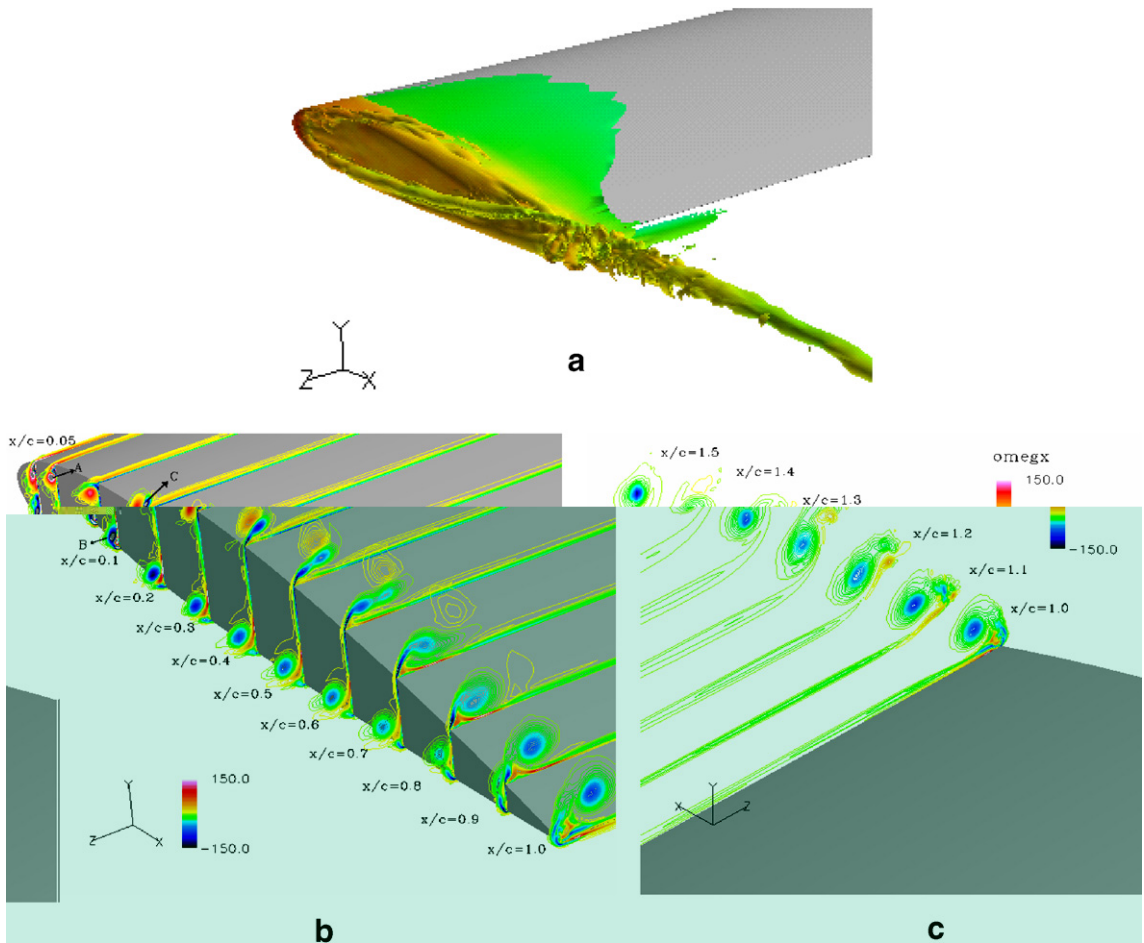 Y
Z
X
a
x/c=0.05
A
C
B
x/c=0.1
x/c=0.2
x/c=0.3
x/c=0.4
x/c=0.5
x/c=0.6
x/c=0.7
x/c=0.8
x/c=0.9
x/c=1.0
Y
Z
X
150.0
-150.0
b
x/c=1.5
x/c=1.4
x/c=1.3
x/c=1.2
x/c=1.1
x/c=1.0
omegx
150.0
-150.0
Y
X
Z
c